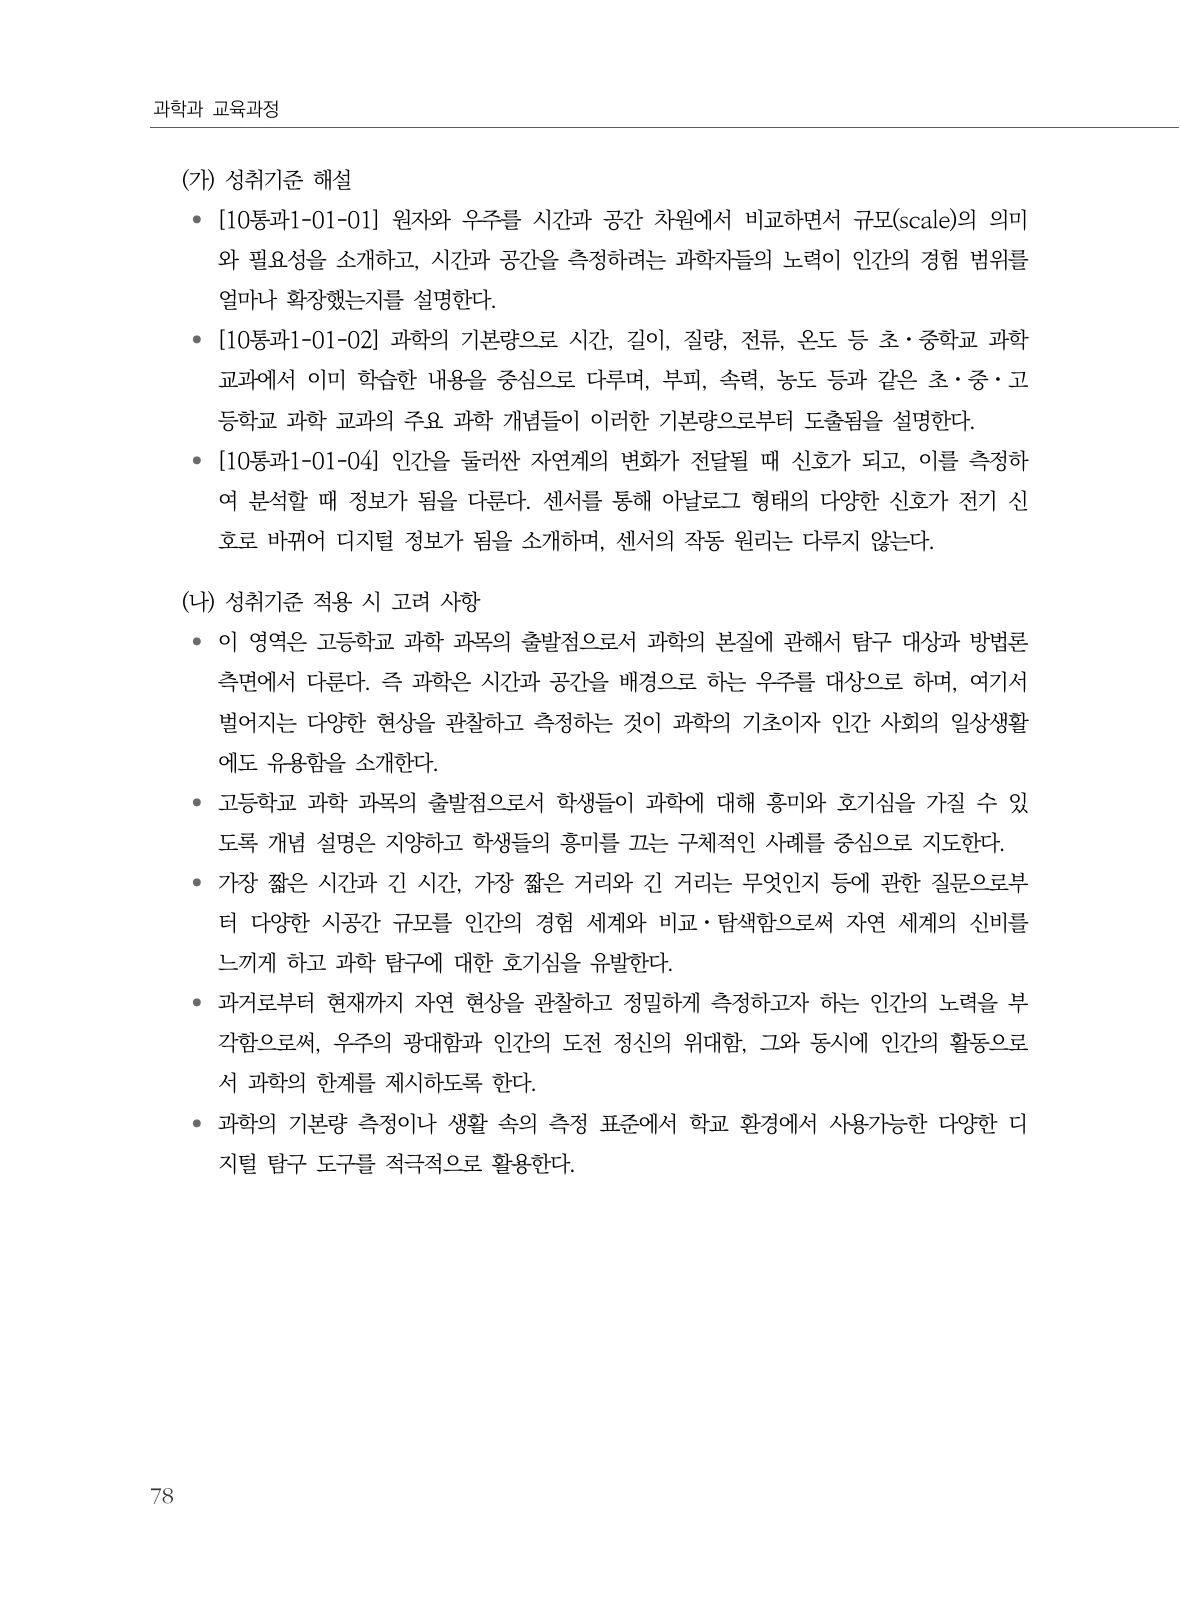 과학과 교육과정
(가) 성취기준 해설
• [10통과1-01-01] 원자와 우주를 시간과 공간 차원에서 비교하면서 규모(scale)의 의미
와 필요성을 소개하고, 시간과 공간을 측정하려는 과학자들의 노력이 인간의 경험 범위를
얼마나 확장했는지를 설명한다.
• [10통과1-01-02] 과학의 기본량으로 시간, 길이, 질량, 전류, 온도 등 초・중학교 과학
교과에서 이미 학습한 내용을 중심으로 다루며, 부피, 속력, 농도 등과 같은 초・중・고
등학교 과학 교과의 주요 과학 개념들이 이러한 기본량으로부터 도출됨을 설명한다.
• [10통과1-01-04] 인간을 둘러싼 자연계의 변화가 전달될 때 신호가 되고, 이를 측정하
여 분석할 때 정보가 됨을 다룬다. 센서를 통해 아날로그 형태의 다양한 신호가 전기 신
호로 바뀌어 디지털 정보가 됨을 소개하며, 센서의 작동 원리는 다루지 않는다.
(나) 성취기준 적용 시 고려 사항
• 이 영역은 고등학교 과학 과목의 출발점으로서 과학의 본질에 관해서 탐구 대상과 방법론
측면에서 다룬다. 즉 과학은 시간과 공간을 배경으로 하는 우주를 대상으로 하며, 여기서
벌어지는 다양한 현상을 관찰하고 측정하는 것이 과학의 기초이자 인간 사회의 일상생활
에도 유용함을 소개한다.
• 고등학교 과학 과목의 출발점으로서 학생들이 과학에 대해 흥미와 호기심을 가질 수 있
도록 개념 설명은 지양하고 학생들의 흥미를 끄는 구체적인 사례를 중심으로 지도한다.
• 가장 짧은 시간과 긴 시간, 가장 짧은 거리와 긴 거리는 무엇인지 등에 관한 질문으로부
터 다양한 시공간 규모를 인간의 경험 세계와 비교・탐색함으로써 자연 세계의 신비를
느끼게 하고 과학 탐구에 대한 호기심을 유발한다.
• 과거로부터 현재까지 자연 현상을 관찰하고 정밀하게 측정하고자 하는 인간의 노력을 부
각함으로써, 우주의 광대함과 인간의 도전 정신의 위대함, 그와 동시에 인간의 활동으로
서 과학의 한계를 제시하도록 한다.
• 과학의 기본량 측정이나 생활 속의 측정 표준에서 학교 환경에서 사용가능한 다양한 디
지털 탐구 도구를 적극적으로 활용한다.
78